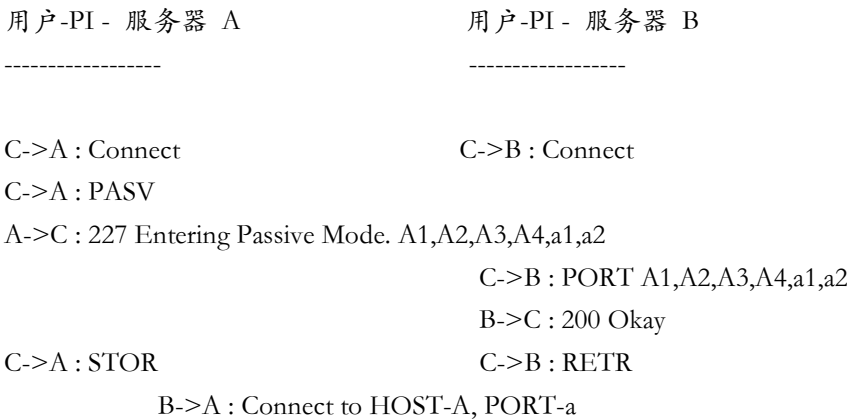 用户-PI - 服务器 A 用户-PI - 服务器 B
------------------ ------------------
C->A : Connect C->B : Connect
C->A : PASV
A->C : 227 Entering Passive Mode. A1,A2,A3,A4,a1,a2
C->B : PORT A1,A2,A3,A4,a1,a2
B->C : 200 Okay
C->A : STOR C->B : RETR
B->A : Connect to HOST-A, PORT-a